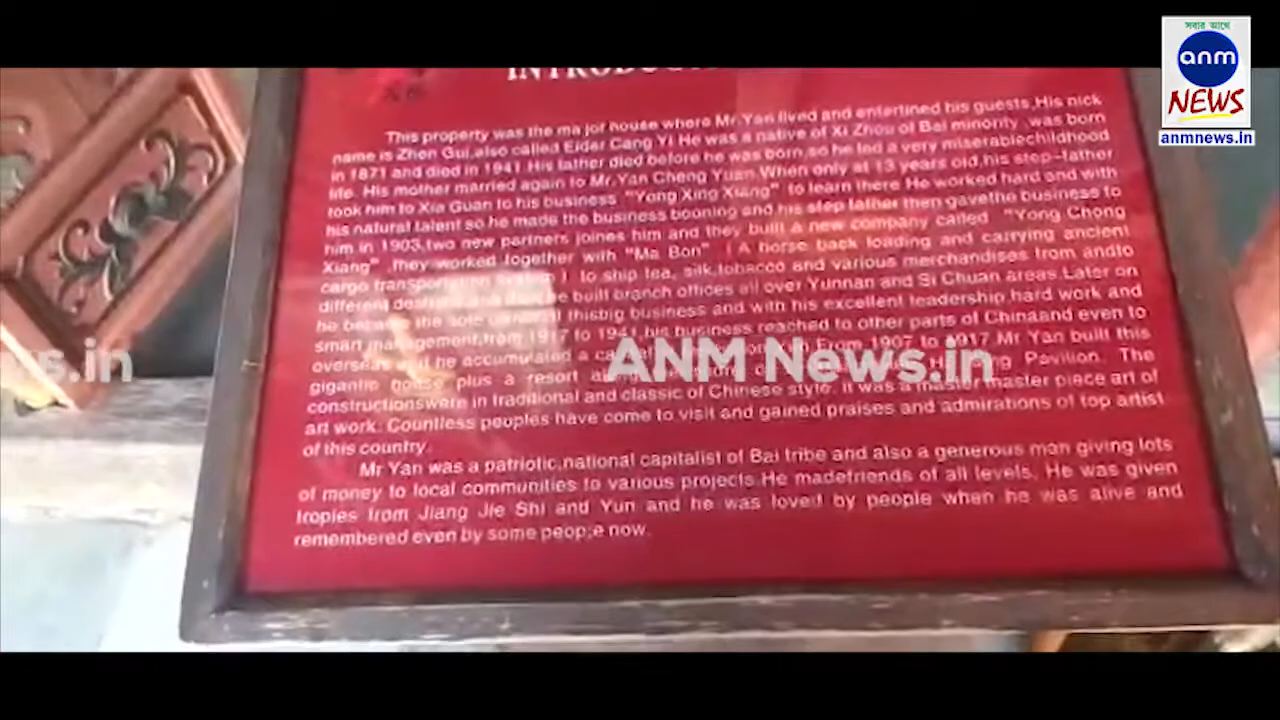 সবার আগে
anm
NEWS
anmnews.in
INTRODUC
This property was the major house where Mr.Yan lived and entertined his guests,His nick
name is Zhen Gui,also called Elder Cang Yi He was a native of Xi Zhou of Bai minority was born
in 1871 and died in 1941.His father died before he was born,so he led a very miserablechildhood
life. His mother married again to Mr.Yan Cheng Yuan.When only at 13 years old,his step-father
took him to Xia Guan to his business "Yong Xing Xiang" to learn there He worked hard and with
his natural talent so he made the business booning and,his step father then gavethe business to
him.in 1903,two new partners joines him and they built a new company called "Yong Chong
Xiang" ,they worked together with "Ma Bon" (A horse back loading and carrying ancient
cargo transportation ) to ship tea, silk,tobacco and various merchandises from andto
different built branch offices all over Yunnan and Si Chuan areas.Later on
he the sole thisbig business and with his excellent leadership,hard work and
smart management,from to 1941,his business reached to other parts of Chinaand even to
overseas he accumulated a From 1907 to 1917 Mr Yan built this
gigantic house plus a resort Pavilion. The
constructionswere in traditional and classic of Chinese style. it was a master master piece art of
art work. Countless peoples have come to visit and gained praises and admirations of top artist
of this country.
Mr Yan was a patriotic,national capitalist of Bai tribe and also a generous man giving lots
of money to local communities to various projects.He madefriends of all levels, He was given
tropies from Jiang Jie Shi and Yun and he was loved by people when he was alive and
remembered even by some peop;e now.
ws.in
ANM News.in